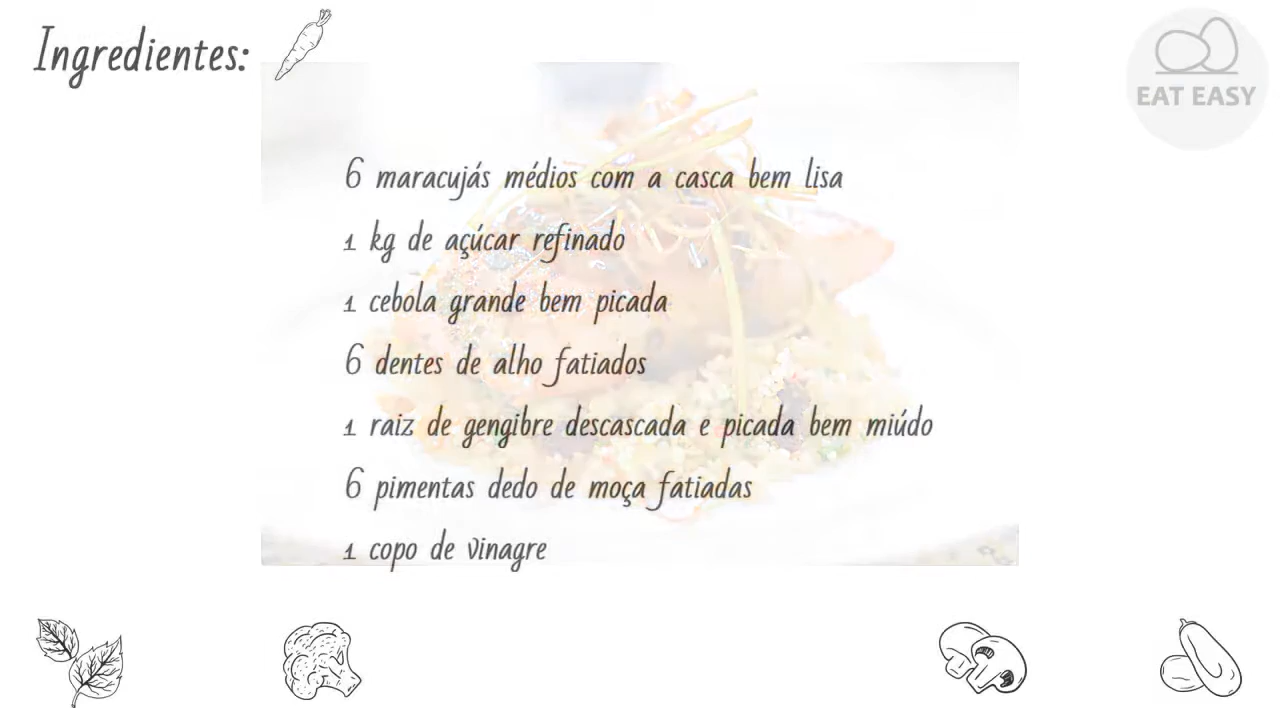 Ingredientes:
EAT EASY
6 maracujás médios com a casca bem lisa
1 kg de açúcar refinado
1 cebola grande bem picada
6 dentes de alho fatiados
1 raiz de gengibre descascada e picada bem miúdo
6 pimentas dedo de moça fatiadas
1 copo de vinagre